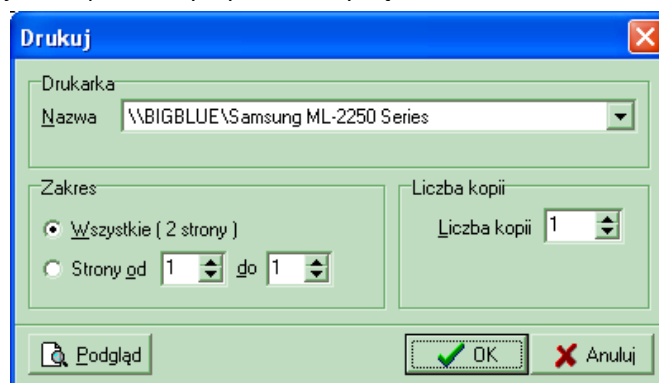 Drukuj
Drukarka
Nazwa \\BIGBLUE\Samsung ML-2250 Series
Zakres
Wszystkie ( 2 strony )
Strony od 1 do 1
Liczba kopii
Liczba kopii 1
Podgląd
OK
Anuluj